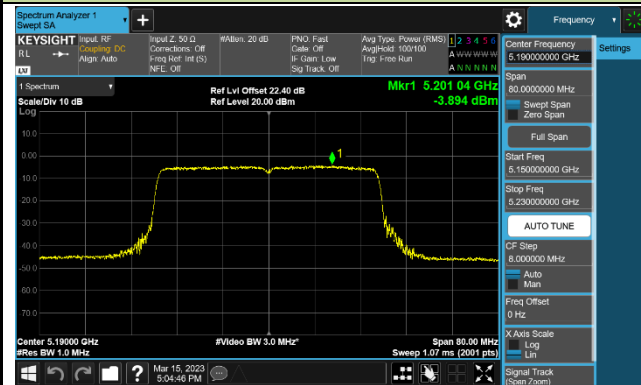 Spectrum Analyzer 1
Swept SA
Frequency
KEYSIGHT
RL
LXI
Input: RF
Coupling: DC
Align: Auto
Input Z: 50 Ω
Corrections: Off
Freq Ref: Int (S)
NFE: Off
#Atten: 20 dB
PNO: Fast
Gate: Off
IF Gain: Low
Sig Track: Off
Avg Type: Power (RMS)
Avg|Hold: 100/100
Trig: Free Run
1 2 3 4 5 6
A W W W W W
A N N N N N
1 Spectrum
Scale/Div 10 dB
Ref Lvl Offset 22.40 dB
Ref Level 20.00 dBm
Mkr1 5.201 04 GHz
-3.894 dBm
Log
10.0
0.00
1
-10.0
-20.0
-30.0
-40.0
-50.0
-60.0
-70.0
Center 5.19000 GHz
#Res BW 1.0 MHz
#Video BW 3.0 MHz*
Span 80.00 MHz
Sweep 1.07 ms (2001 pts)
Mar 15, 2023
5:04:46 PM
Center Frequency
5.190000000 GHz
Settings
Span
80.0000000 MHz
Swept Span
Zero Span
Full Span
Start Freq
5.150000000 GHz
Stop Freq
5.230000000 GHz
AUTO TUNE
CF Step
8.000000 MHz
Auto
Man
Freq Offset
0 Hz
X Axis Scale
Log
Lin
Signal Track
(Span Zoom)